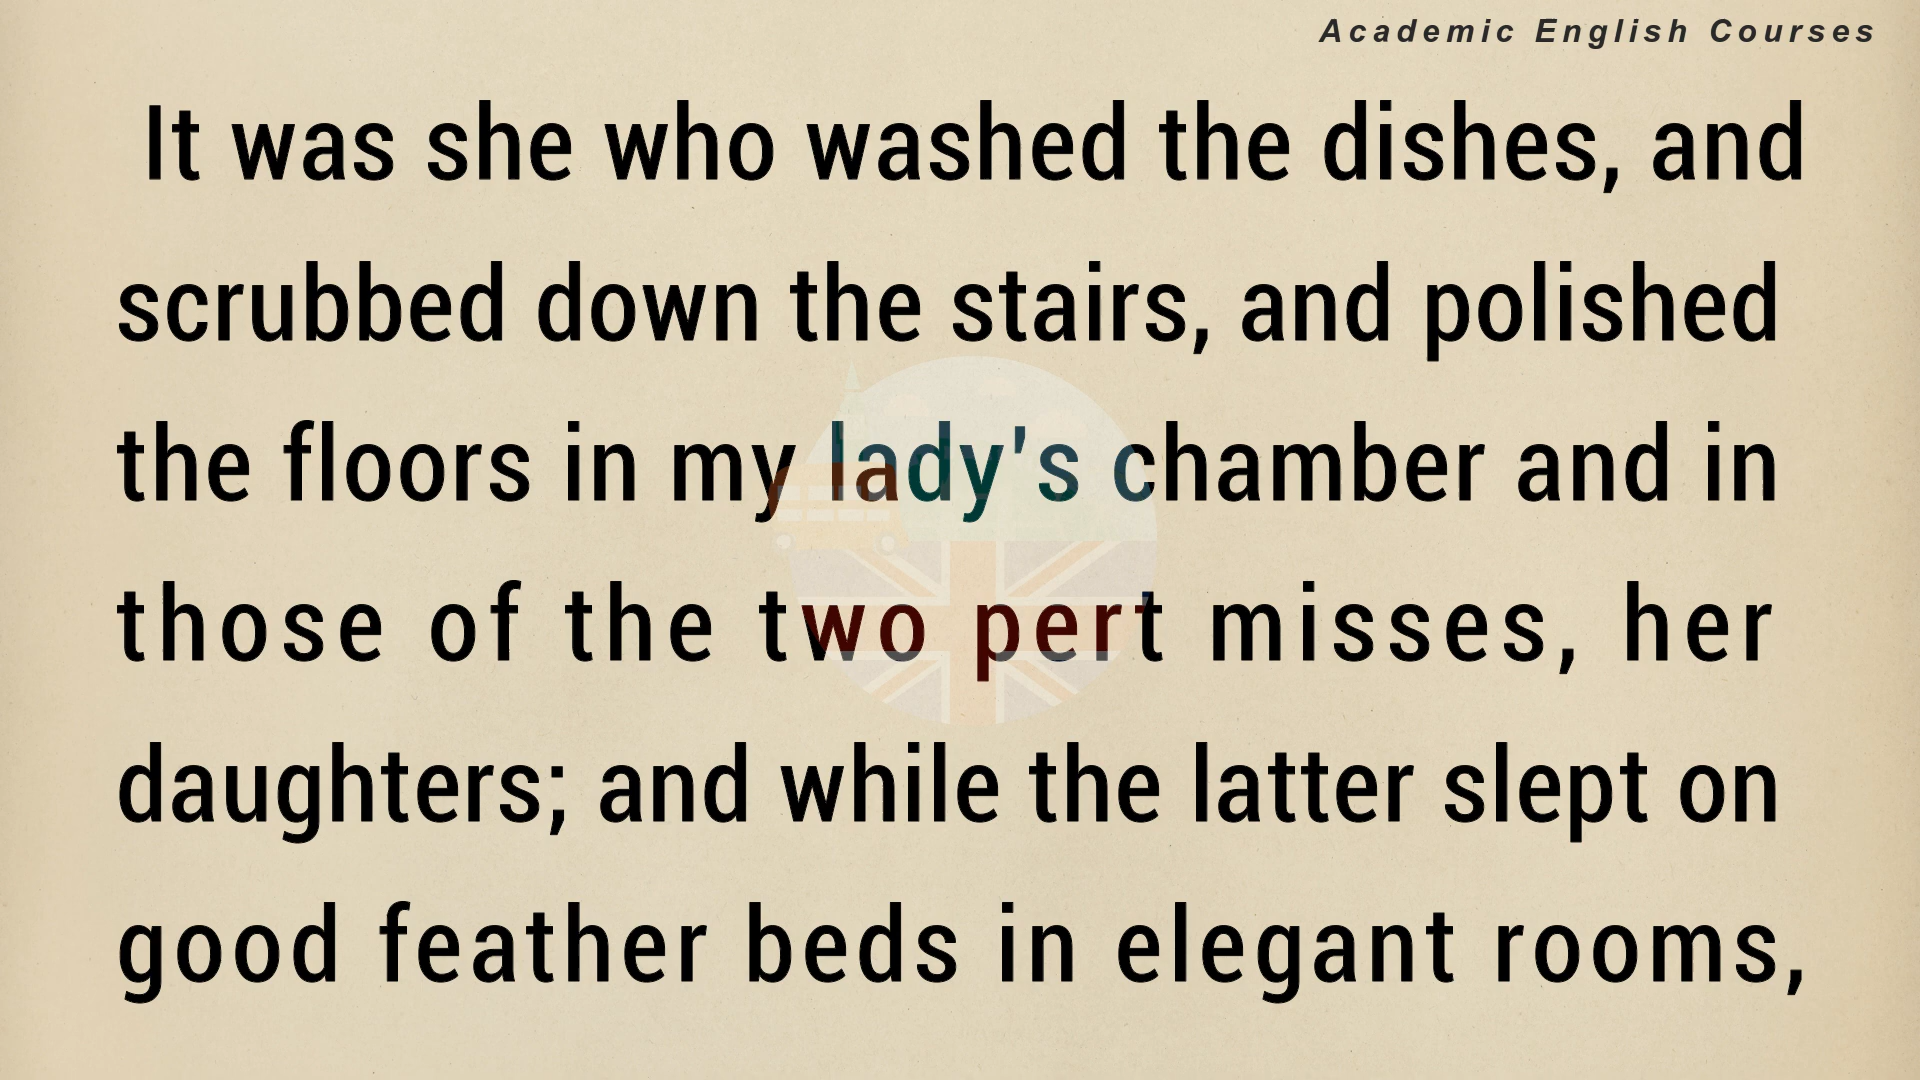 Academic English Courses
It was she who washed the dishes, and
scrubbed down the stairs, and polished
the floors in my lady's chamber and in
those of the two pert misses, her
daughters; and while the latter slept on
good feather beds in elegant rooms,